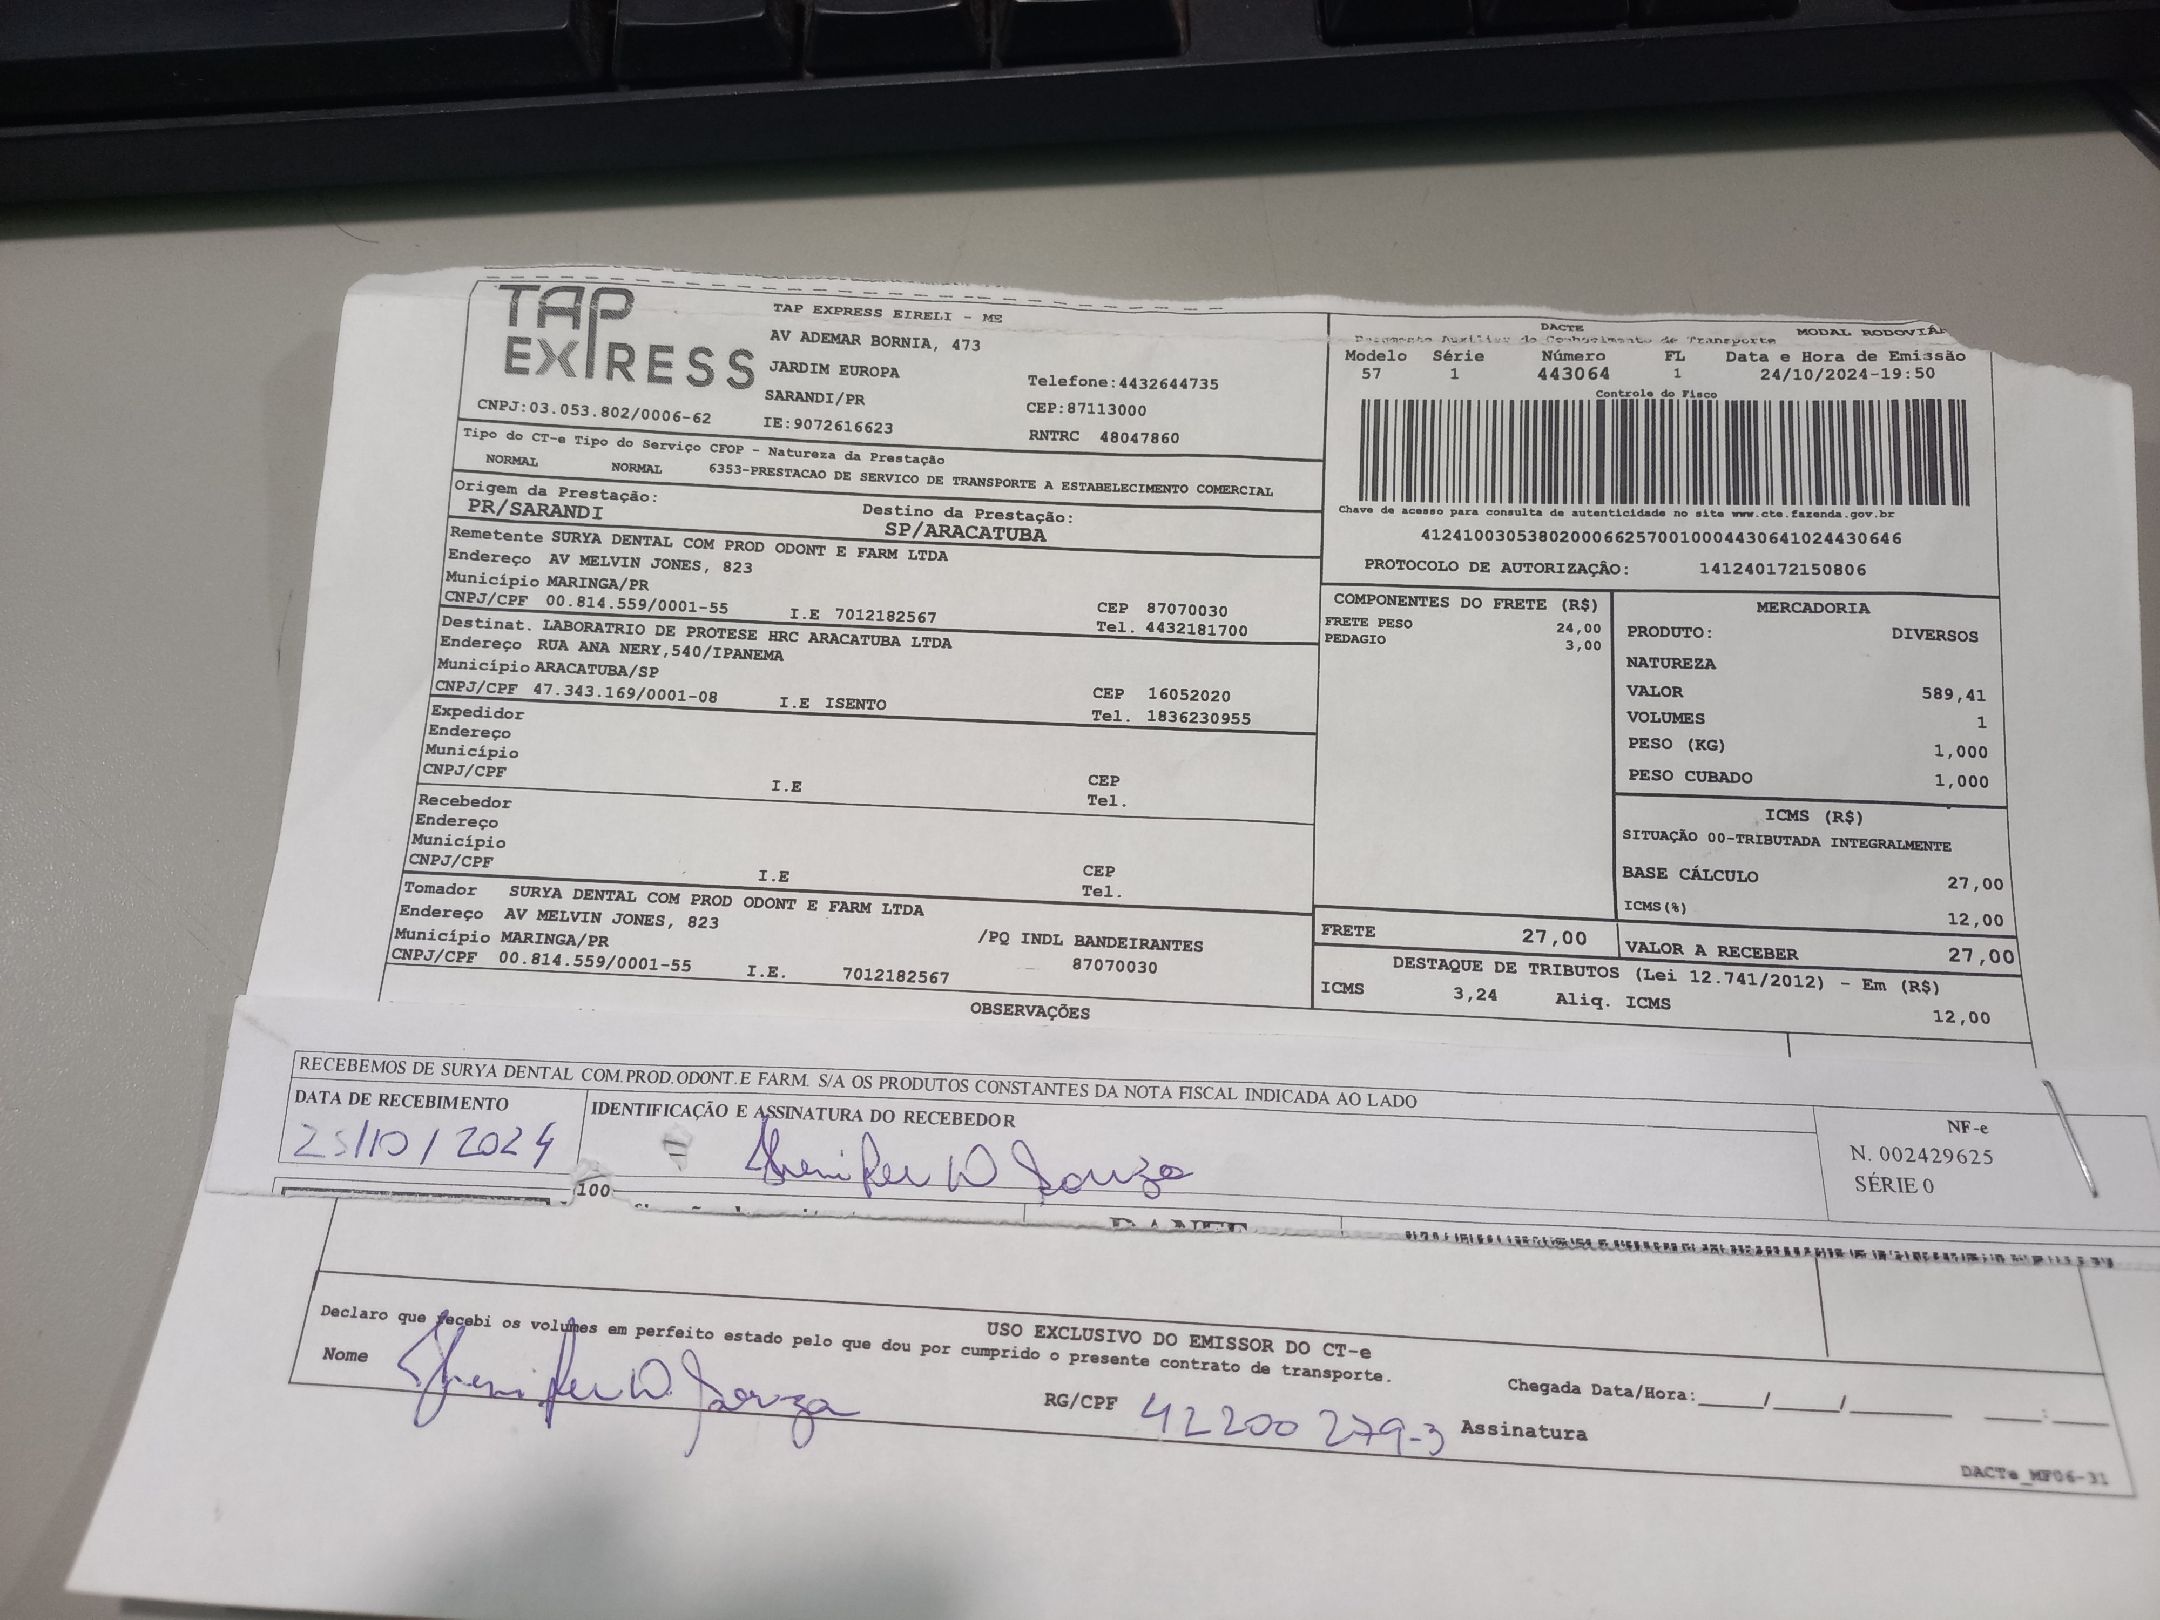 TAP EXPRESS
TAP EXPRESS EIRELI - ME
AV ADEMAR BORNIA, 473
JARDIM EUROPA
SARANDI/PR
CNPJ:03.053.802/0006-62 IE:9072616623
Telefone:4432644735
CEP:87113000
RNTRC 48047860
DACTE MODAL RODOVIÁ
Documento Auxiliar do Conhecimento de Transporte
Modelo Série Número FL Data e Hora de Emissão
57 1 443064 1 24/10/2024-19:50
Controle do Fisco
Chave de acesso para consulta de autenticidade no site www.cte.fazenda.gov.br
41241003053802000662570010004430641024430646
PROTOCOLO DE AUTORIZAÇÃO: 141240172150806
Tipo do CT-e Tipo do Serviço CFOP - Natureza da Prestação
NORMAL NORMAL 6353-PRESTACAO DE SERVICO DE TRANSPORTE A ESTABELECIMENTO COMERCIAL
Origem da Prestação: Destino da Prestação:
PR/SARANDI SP/ARACATUBA
Remetente SURYA DENTAL COM PROD ODONT E FARM LTDA
Endereço AV MELVIN JONES, 823
Município MARINGA/PR CEP 87070030
CNPJ/CPF 00.814.559/0001-55 I.E 7012182567 Tel. 4432181700
Destinat. LABORATRIO DE PROTESE HRC ARACATUBA LTDA
Endereço RUA ANA NERY,540/IPANEMA
Município ARACATUBA/SP CEP 16052020
CNPJ/CPF 47.343.169/0001-08 I.E ISENTO Tel. 1836230955
Expedidor
Endereço
Município CEP
CNPJ/CPF I.E Tel.
Recebedor
Endereço
Município CEP
CNPJ/CPF I.E Tel.
Tomador SURYA DENTAL COM PROD ODONT E FARM LTDA
Endereço AV MELVIN JONES, 823
Município MARINGA/PR /PQ INDL BANDEIRANTES
CNPJ/CPF 00.814.559/0001-55 I.E. 7012182567 87070030
COMPONENTES DO FRETE (R$)
FRETE PESO 24,00
PEDAGIO 3,00
MERCADORIA
PRODUTO: DIVERSOS
NATUREZA
VALOR 589,41
VOLUMES 1
PESO (KG) 1,000
PESO CUBADO 1,000
ICMS (R$)
SITUAÇÃO 00-TRIBUTADA INTEGRALMENTE
BASE CÁLCULO 27,00
ICMS(%) 12,00
FRETE 27,00 VALOR A RECEBER 27,00
DESTAQUE DE TRIBUTOS (Lei 12.741/2012) - Em (R$)
ICMS 3,24 Aliq. ICMS 12,00
OBSERVAÇÕES
RECEBEMOS DE SURYA DENTAL COM.PROD.ODONT.E FARM. S/A OS PRODUTOS CONSTANTES DA NOTA FISCAL INDICADA AO LADO
DATA DE RECEBIMENTO IDENTIFICAÇÃO E ASSINATURA DO RECEBEDOR
25/10/2024 Shenifer W Souza
NF-e
N. 002429625
SÉRIE 0
100
DANFE
USO EXCLUSIVO DO EMISSOR DO CT-e
Declaro que recebi os volumes em perfeito estado pelo que dou por cumprido o presente contrato de transporte.
Nome Shenifer W. Souza RG/CPF 42200279-3 Assinatura
Chegada Data/Hora:____/____/______ ____:____
DACTe_MF06-31